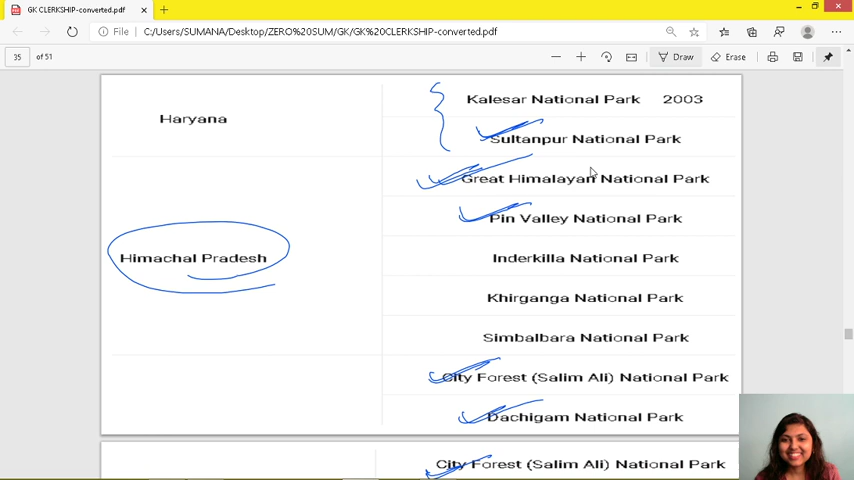 GK CLERKSHIP-converted.pdf
File C:/Users/SUMANA/Desktop/ZERO%20SUM/GK/GK%20CLERKSHIP-converted.pdf
35 of 51 Draw Erase
Kalesar National Park 2003
Haryana
Sultanpur National Park
Great Himalayan National Park
Pin Valley National Park
Himachal Pradesh
Inderkilla National Park
Khirganga National Park
Simbalbara National Park
City Forest (Salim Ali) National Park
Dachigam National Park
City Forest (Salim Ali) National Park